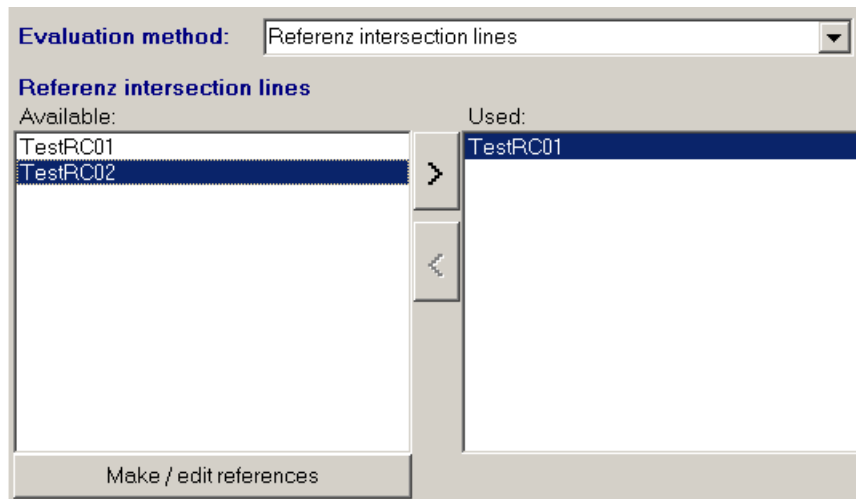 Evaluation method: Referenz intersection lines
Referenz intersection lines
Available:
TestRC01
TestRC02
>
<
Used:
TestRC01
Make / edit references